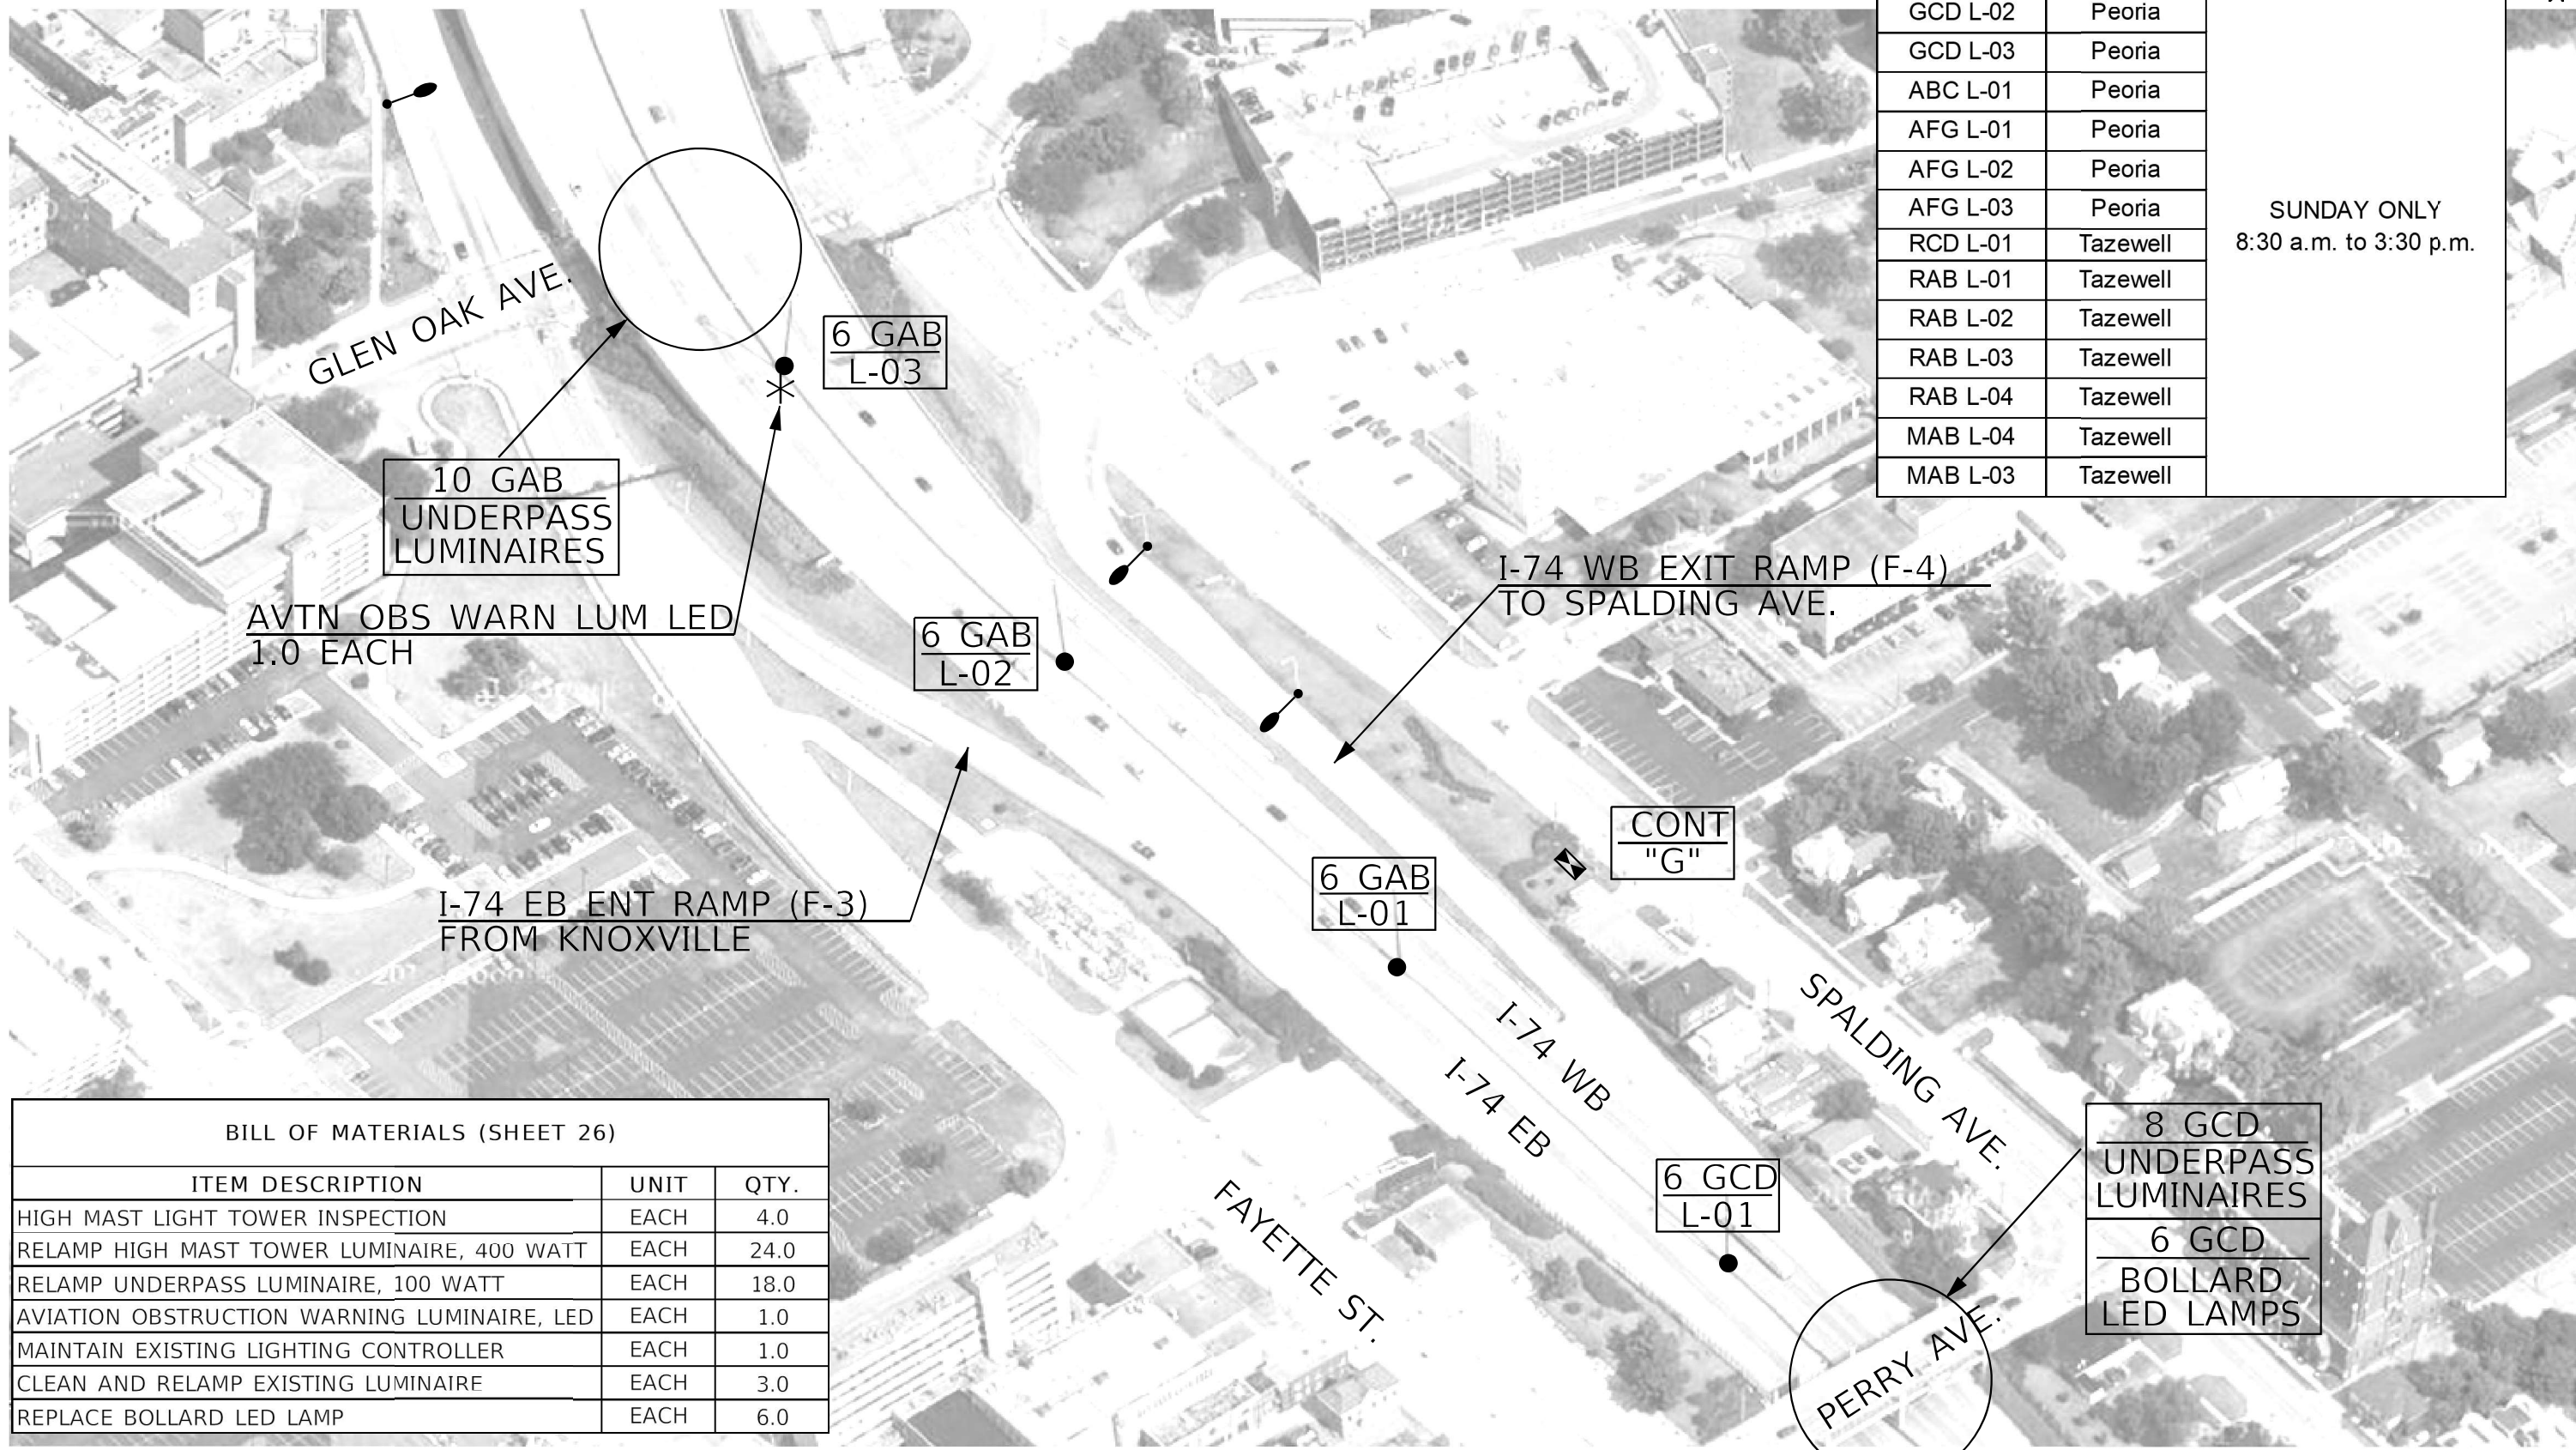 GCD L-02 Peoria
GCD L-03 Peoria
ABC L-01 Peoria
AFG L-01 Peoria
AFG L-02 Peoria
AFG L-03 Peoria
RCD L-01 Tazewell
RAB L-01 Tazewell
RAB L-02 Tazewell
RAB L-03 Tazewell
RAB L-04 Tazewell
MAB L-04 Tazewell
MAB L-03 Tazewell
SUNDAY ONLY
8:30 a.m. to 3:30 p.m.
GLEN OAK AVE.
6 GAB
L-03
10 GAB
UNDERPASS
LUMINAIRES
AVTN OBS WARN LUM LED
1.0 EACH
6 GAB
L-02
I-74 WB EXIT RAMP (F-4)
TO SPALDING AVE.
CONT
"G"
6 GAB
L-01
I-74 EB ENT RAMP (F-3)
FROM KNOXVILLE
I-74 WB
I-74 EB
SPALDING AVE.
FAYETTE ST.
6 GCD
L-01
8 GCD
UNDERPASS
LUMINAIRES
6 GCD
BOLLARD
LED LAMPS
PERRY AVE.
BILL OF MATERIALS (SHEET 26)
ITEM DESCRIPTION UNIT QTY.
HIGH MAST LIGHT TOWER INSPECTION EACH 4.0
RELAMP HIGH MAST TOWER LUMINAIRE, 400 WATT EACH 24.0
RELAMP UNDERPASS LUMINAIRE, 100 WATT EACH 18.0
AVIATION OBSTRUCTION WARNING LUMINAIRE, LED EACH 1.0
MAINTAIN EXISTING LIGHTING CONTROLLER EACH 1.0
CLEAN AND RELAMP EXISTING LUMINAIRE EACH 3.0
REPLACE BOLLARD LED LAMP EACH 6.0